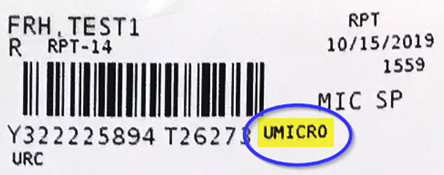 FRH,TEST1 RPT
R RPT-14 10/15/2019
1559
MIC SP
Y322225894 T26273 UMICRO
URC